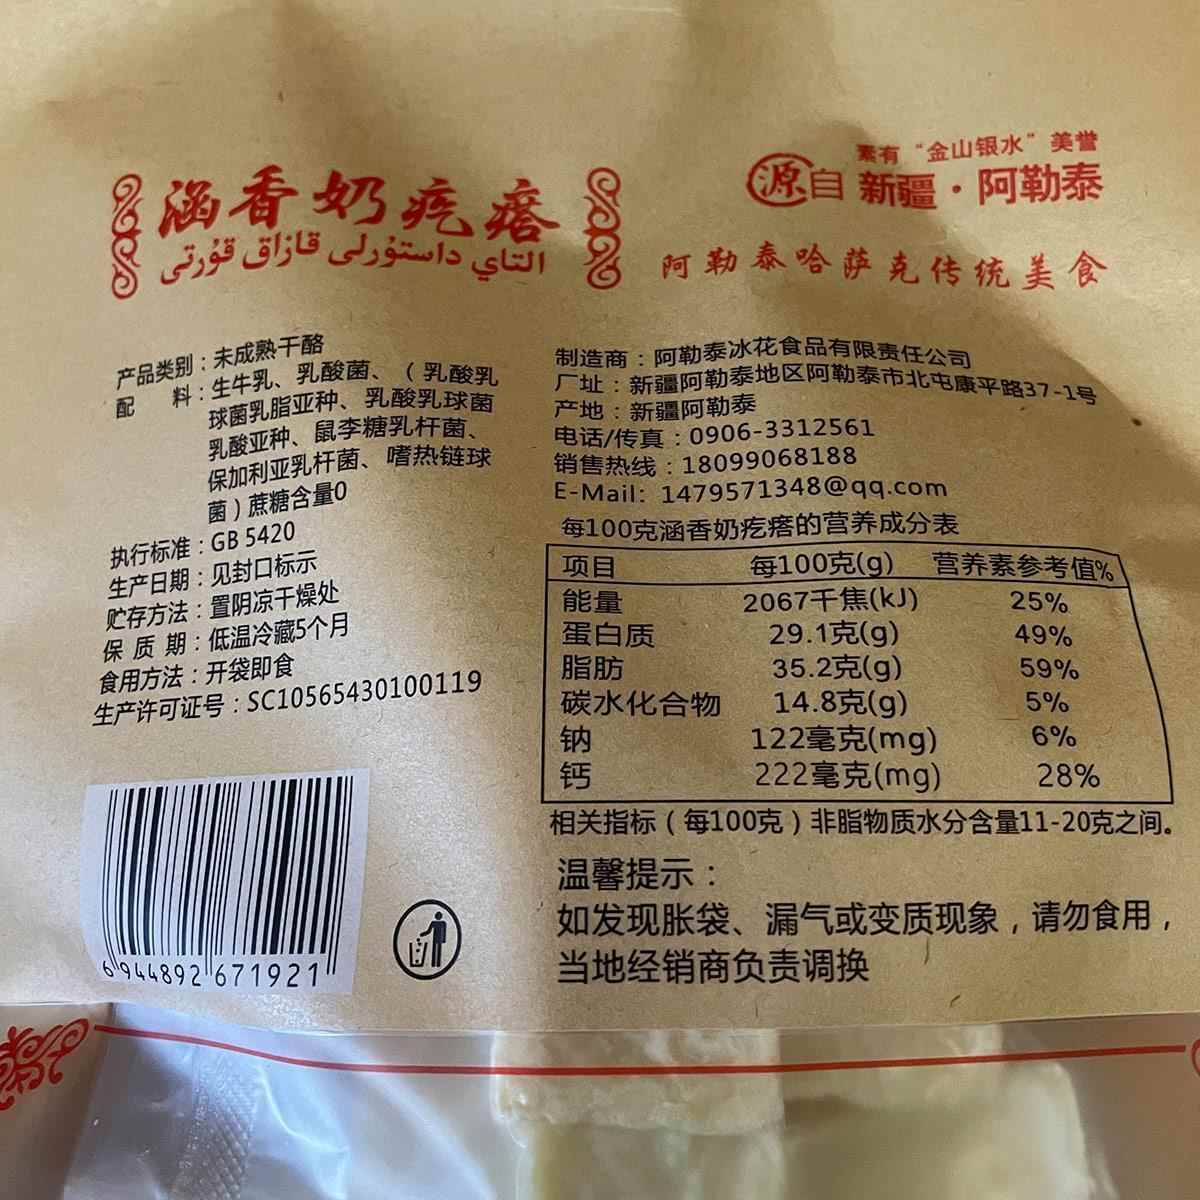 涵香奶疙瘩
التاي داستۇرلى قازاق قۇرتى
素有“金山银水”美誉
源自 新疆·阿勒泰
阿勒泰哈萨克传统美食
产品类别：未成熟干酪
配 料：生牛乳、乳酸菌、（乳酸乳
球菌乳脂亚种、乳酸乳球菌
乳酸亚种、鼠李糖乳杆菌、
保加利亚乳杆菌、嗜热链球
菌）蔗糖含量0
执行标准：GB 5420
生产日期：见封口标示
贮存方法：置阴凉干燥处
保 质 期：低温冷藏5个月
食用方法：开袋即食
生产许可证号：SC10565430100119
制造商：阿勒泰冰花食品有限责任公司
厂址：新疆阿勒泰地区阿勒泰市北屯康平路37-1号
产地：新疆阿勒泰
电话/传真：0906-3312561
销售热线：18099068188
E-Mail: 1479571348@qq.com
每100克涵香奶疙瘩的营养成分表
项目 每100克(g) 营养素参考值%
能量 2067千焦(kJ) 25%
蛋白质 29.1克(g) 49%
脂肪 35.2克(g) 59%
碳水化合物 14.8克(g) 5%
钠 122毫克(mg) 6%
钙 222毫克(mg) 28%
相关指标（每100克）非脂物质水分含量11-20克之间。
温馨提示：
如发现胀袋、漏气或变质现象，请勿食用，
当地经销商负责调换
6 944892 671921